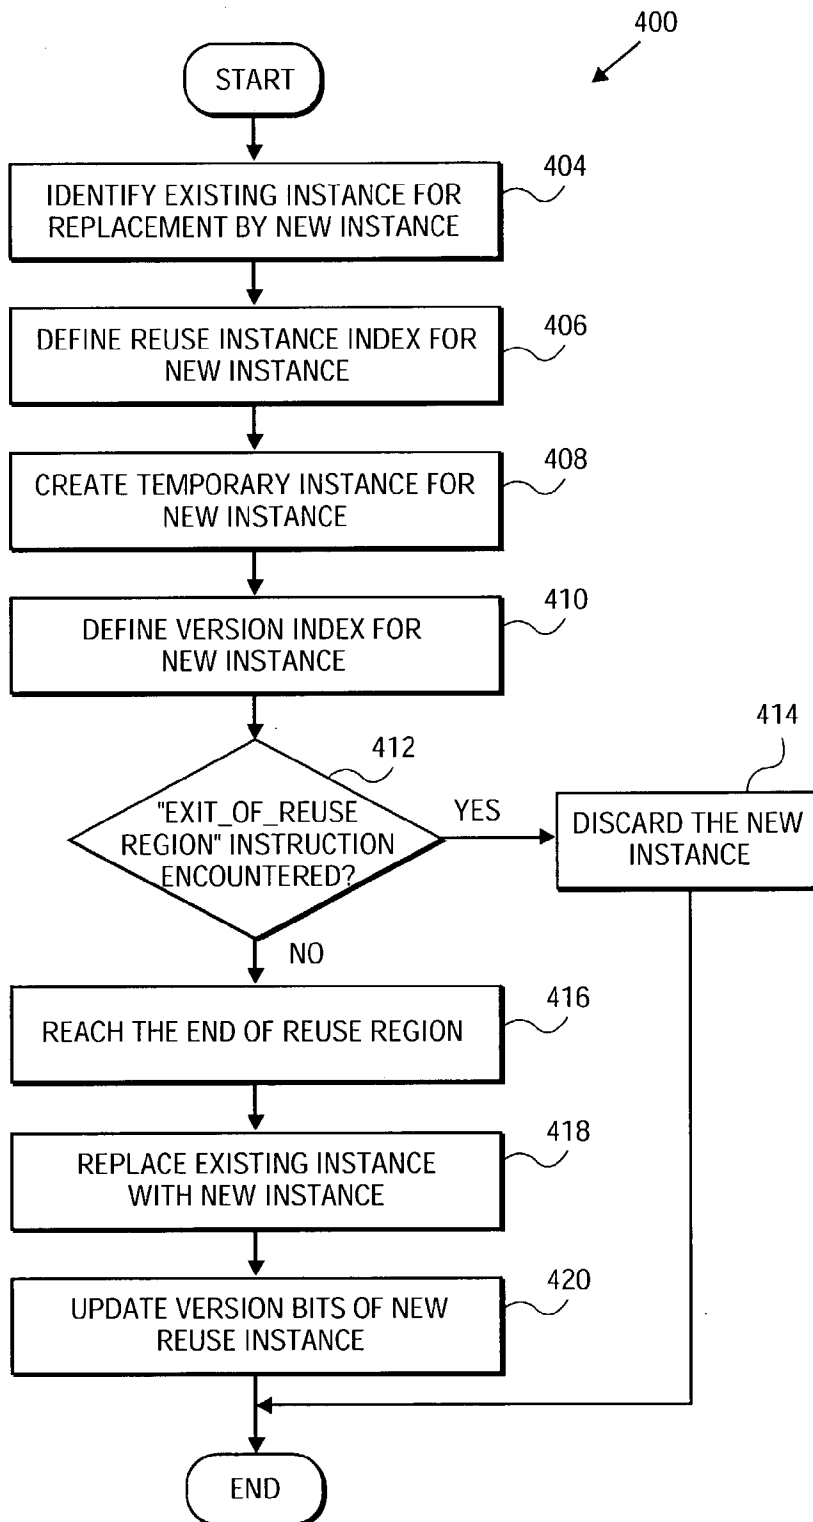 400
START
404
IDENTIFY EXISTING INSTANCE FOR
REPLACEMENT BY NEW INSTANCE
406
DEFINE REUSE INSTANCE INDEX FOR
NEW INSTANCE
408
CREATE TEMPORARY INSTANCE FOR
NEW INSTANCE
410
DEFINE VERSION INDEX FOR
NEW INSTANCE
412
"EXIT_OF_REUSE
REGION" INSTRUCTION
ENCOUNTERED?
YES
414
DISCARD THE NEW
INSTANCE
NO
416
REACH THE END OF REUSE REGION
418
REPLACE EXISTING INSTANCE
WITH NEW INSTANCE
420
UPDATE VERSION BITS OF NEW
REUSE INSTANCE
END